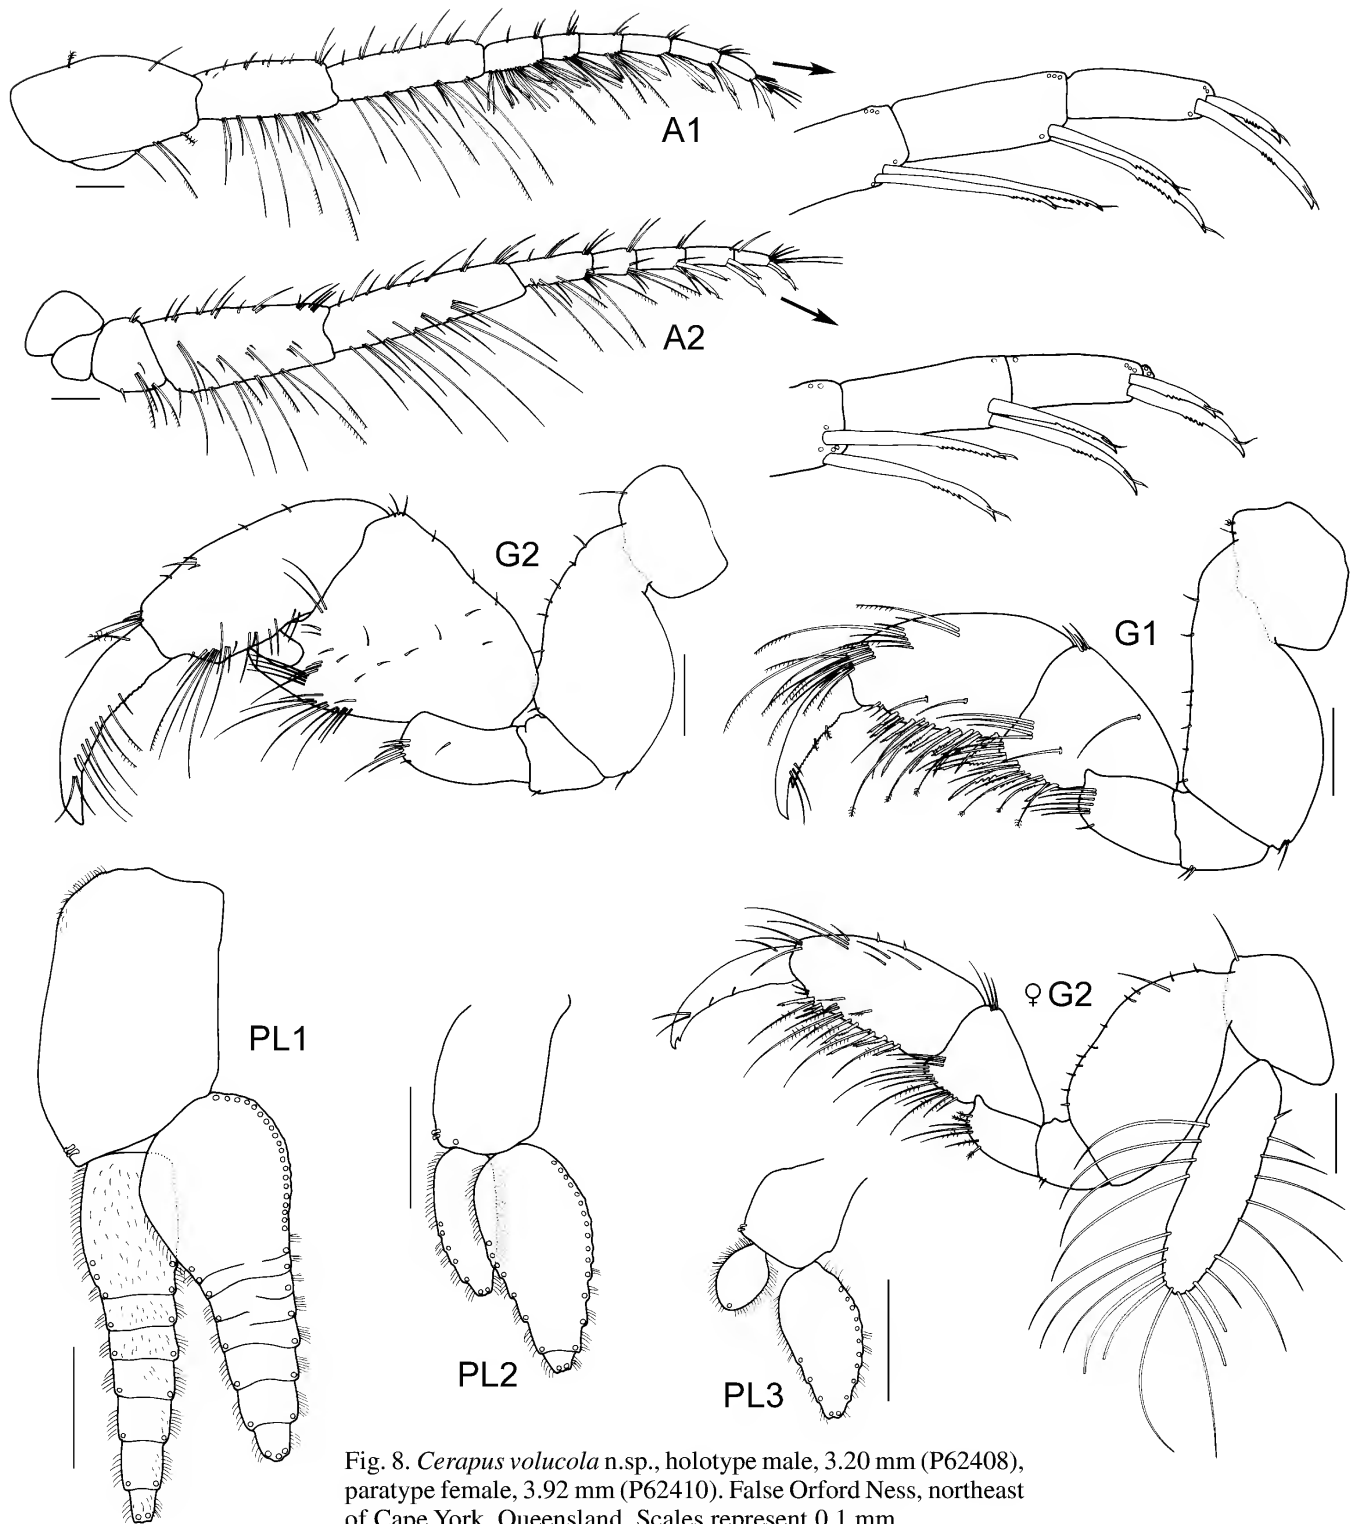 A1
A2
G2
G1
PL1
♀ G2
PL2
PL3
Fig. 8. Cerapus volucola n.sp., holotype male, 3.20 mm (P62408),
paratype female, 3.92 mm (P62410). False Orford Ness, northeast
of Cape York, Queensland. Scales represent 0.1 mm.